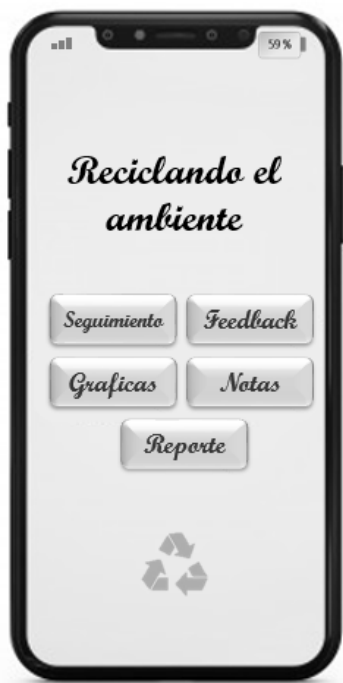 59%
Reciclando el
ambiente
Seguimiento
Feedback
Graficas
Notas
Reporte